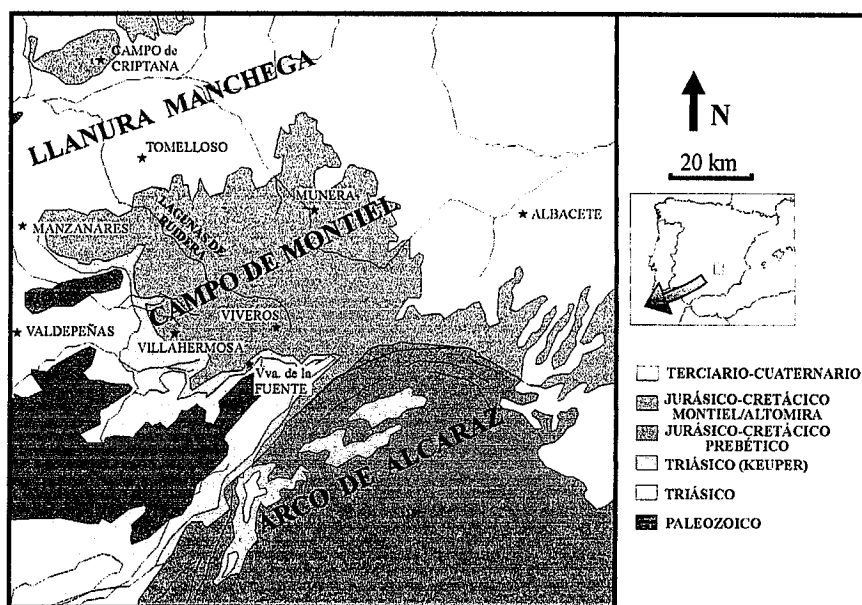 CAMPO de
CRIPTANA
LLANURA MANCHEGA
TOMELLOSO
MUNERA
LAGUNAS DE
RUIDERA
ALBACETE
MANZANARES
CAMPO DE MONTIEL
VIVEROS
VALDEPEÑAS
VILLAHERMOSA
Vva. de la
FUENTE
ARCO DE ALCARAZ
N
20 km
TERCIARIO-CUATERNARIO
JURÁSICO-CRETÁCICO
MONTIEL/ALTOMIRA
JURÁSICO-CRETÁCICO
PREBÉTICO
TRIÁSICO (KEUPER)
TRIÁSICO
PALEOZOICO